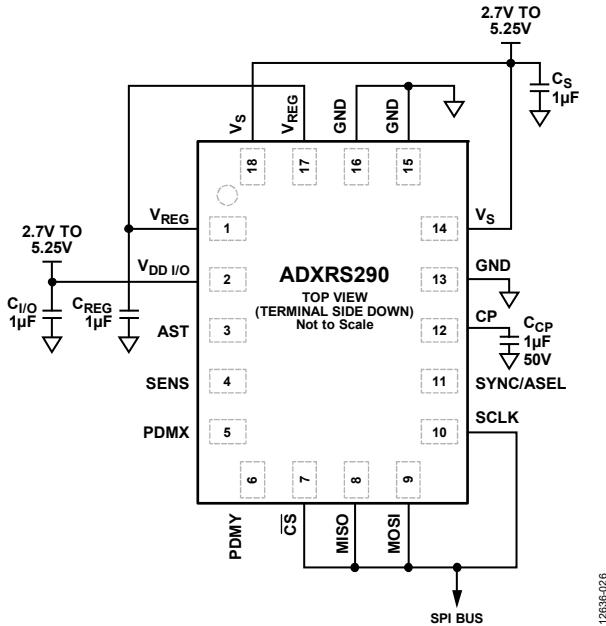 2.7V TO
5.25V
CS
1µF
VS
VREG
GND
GND
18
17
16
15
VREG
1
14
VS
2.7V TO
5.25V
VDD I/O
2
ADXRS290
TOP VIEW
(TERMINAL SIDE DOWN)
Not to Scale
13
GND
CI/O
1µF
CREG
1µF
AST
3
12
CP
CCP
1µF
50V
SENS
4
11
SYNC/ASEL
PDMX
5
10
SCLK
6
7
8
9
PDMY
CS
MISO
MOSI
SPI BUS
12636-026